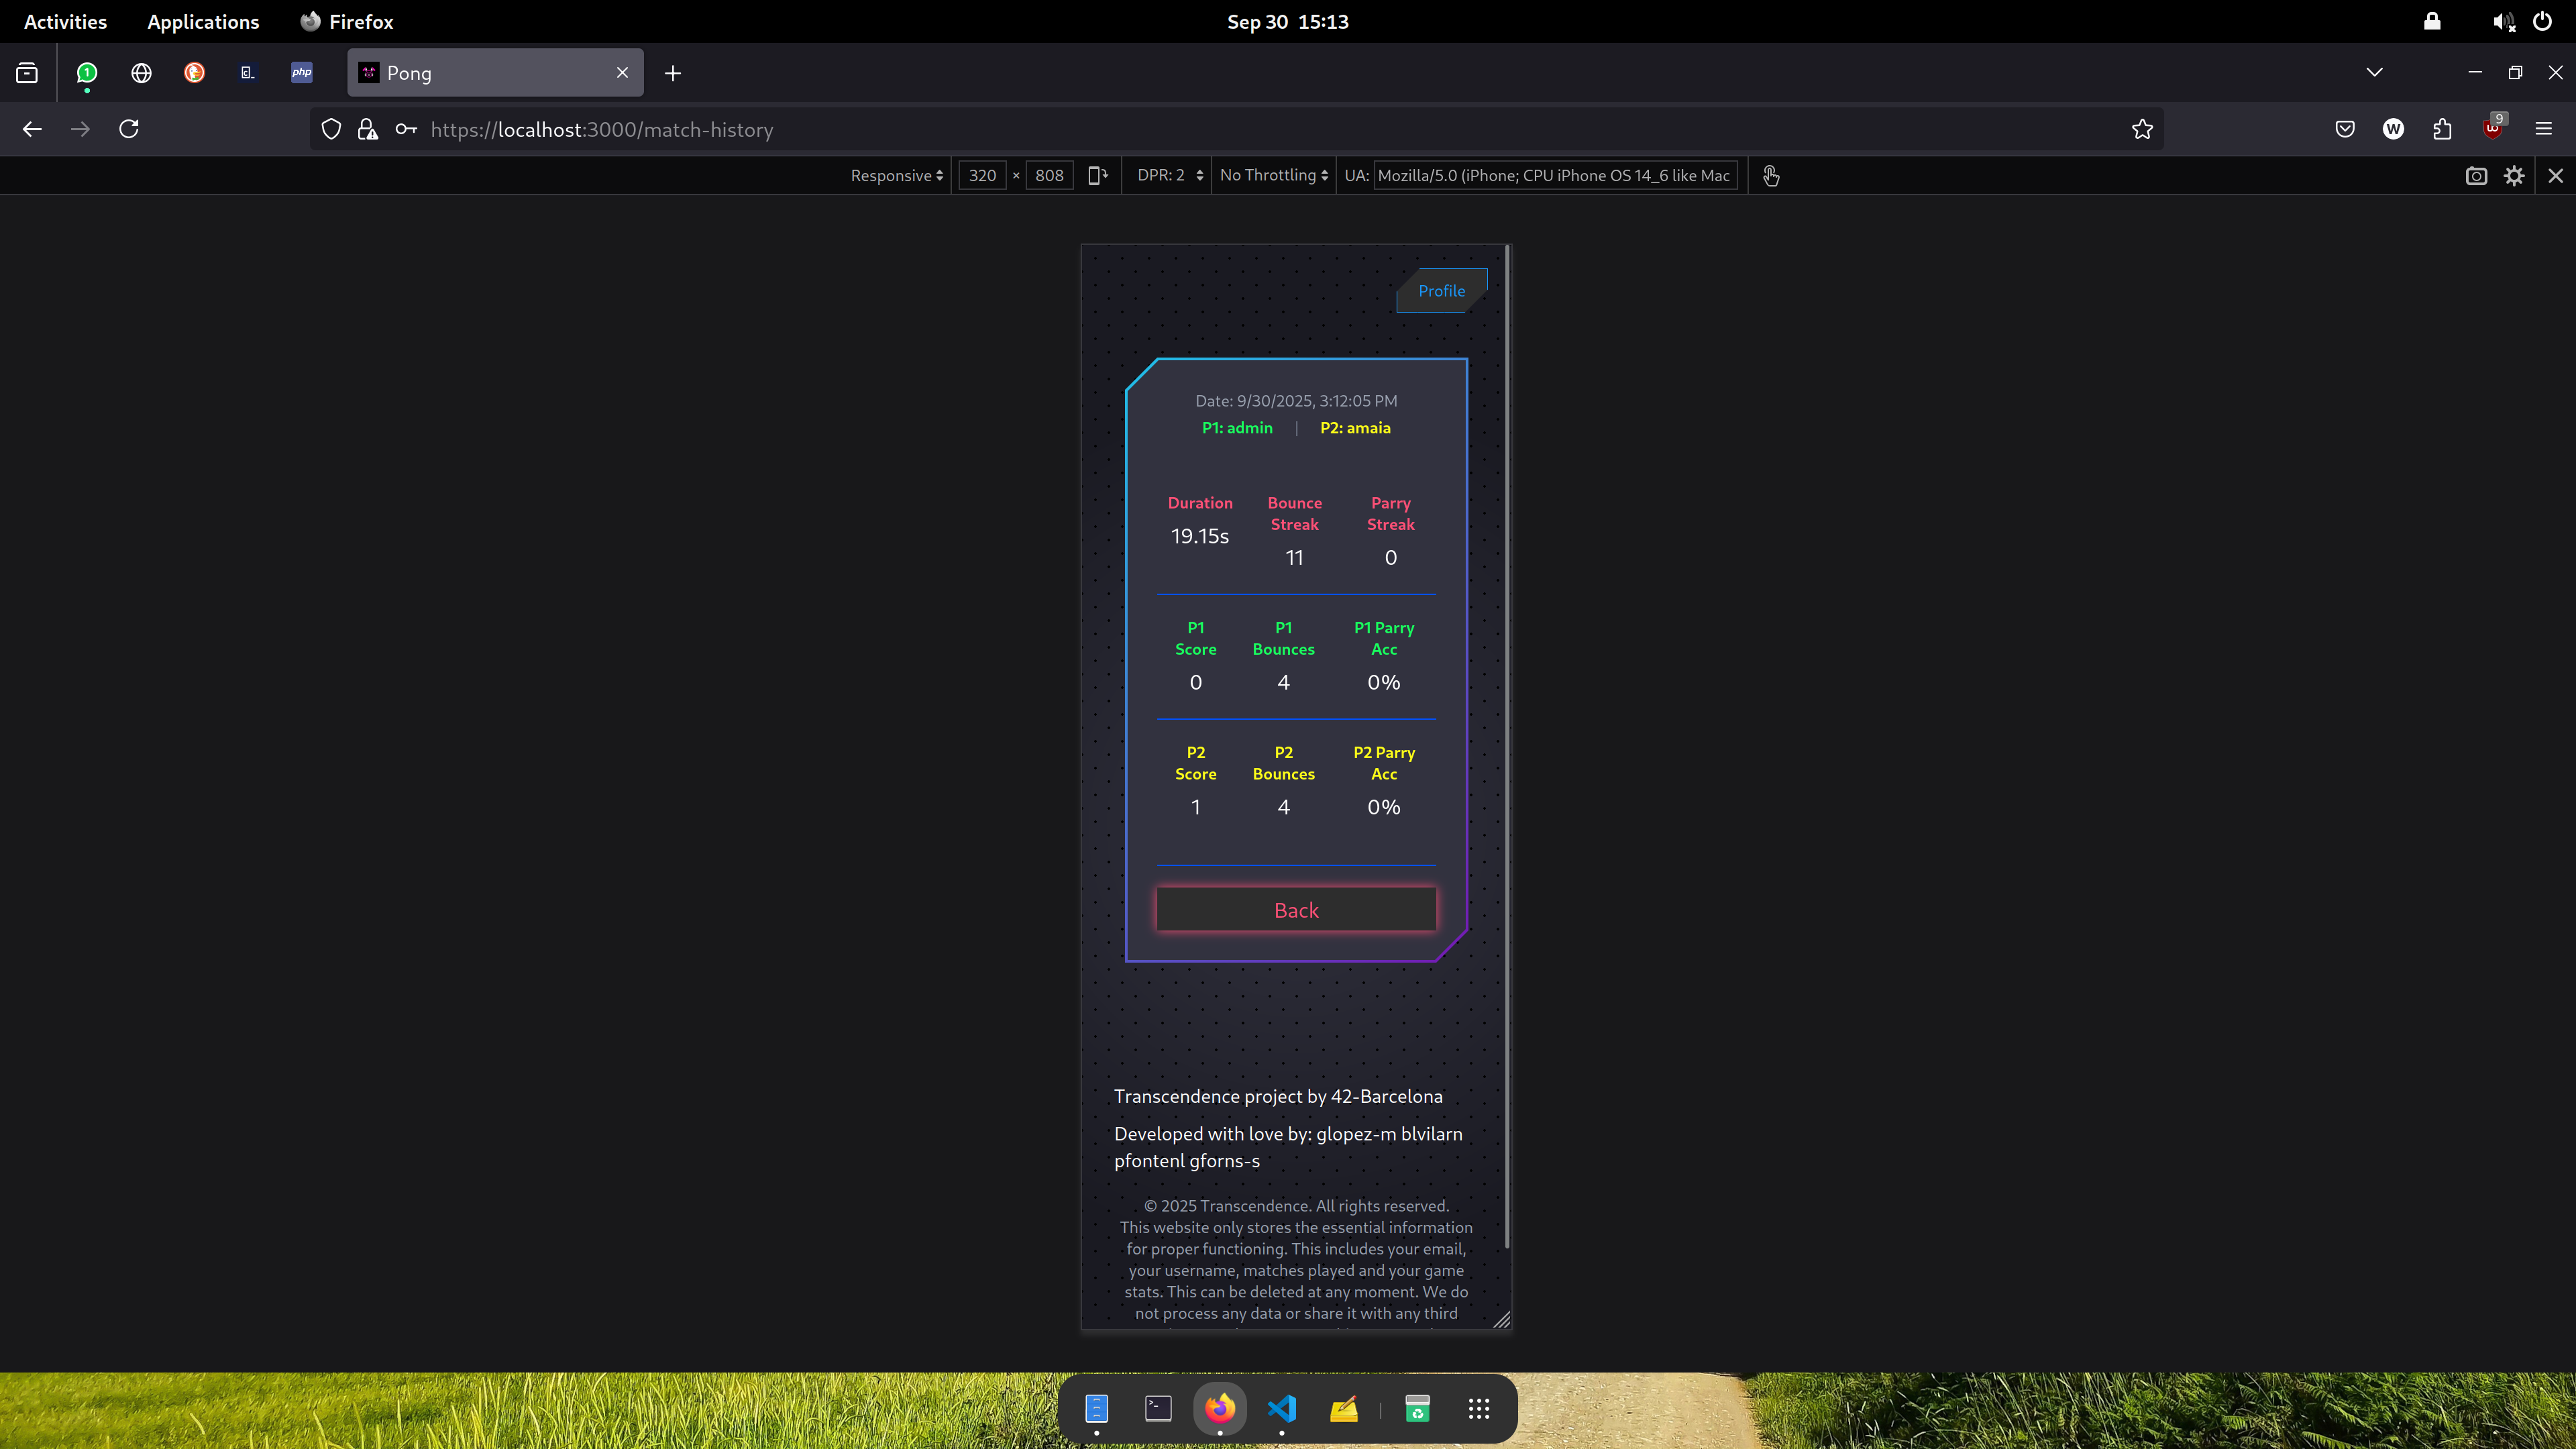 Activities Applications Firefox Sep 30 15:13
1 php Pong
https://localhost:3000/match-history W 9
Responsive 320 × 808 DPR: 2 No Throttling UA: Mozilla/5.0 (iPhone; CPU iPhone OS 14_6 like Mac
Profile
Date: 9/30/2025, 3:12:05 PM
P1: admin | P2: amaia
Duration Bounce Streak Parry Streak
19.15s 11 0
P1 Score P1 Bounces P1 Parry Acc
0 4 0%
P2 Score P2 Bounces P2 Parry Acc
1 4 0%
Back
Transcendence project by 42-Barcelona
Developed with love by: glopez-m blvilarn
pfontenl gforns-s
© 2025 Transcendence. All rights reserved.
This website only stores the essential information
for proper functioning. This includes your email,
your username, matches played and your game
stats. This can be deleted at any moment. We do
not process any data or share it with any third